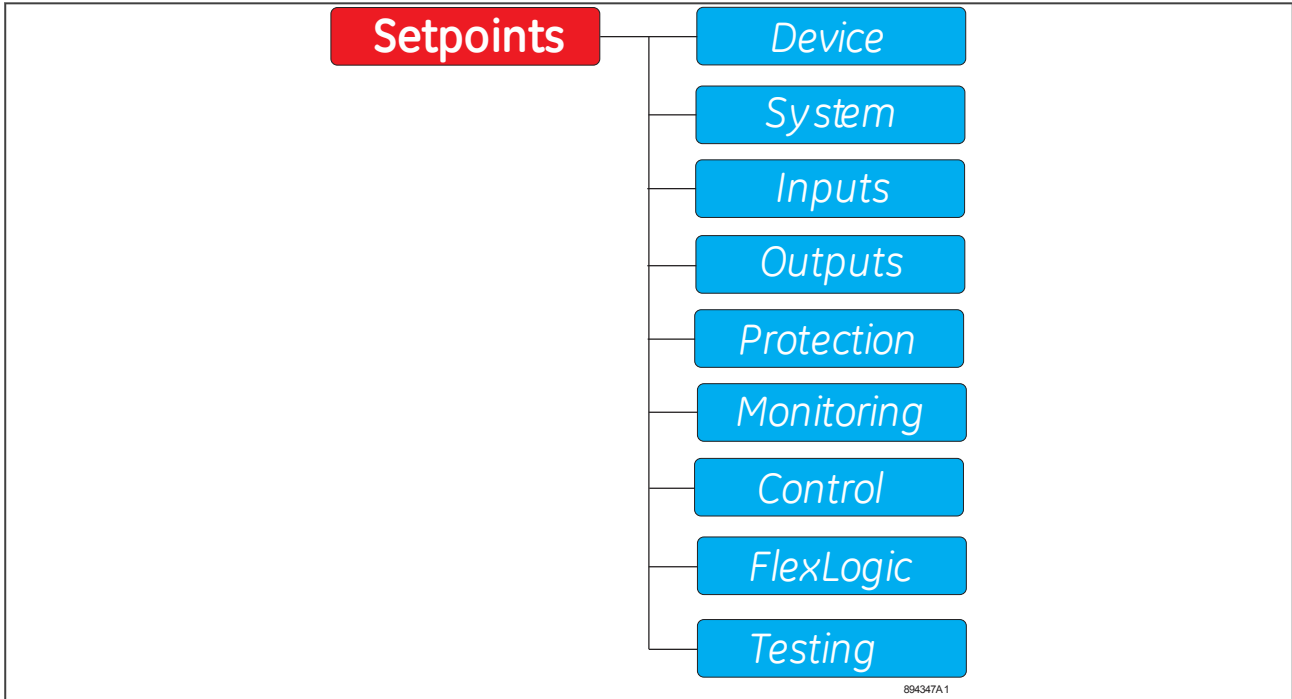 Setpoints
Device
System
Inputs
Outputs
Protection
Monitoring
Control
FlexLogic
Testing
894347A1